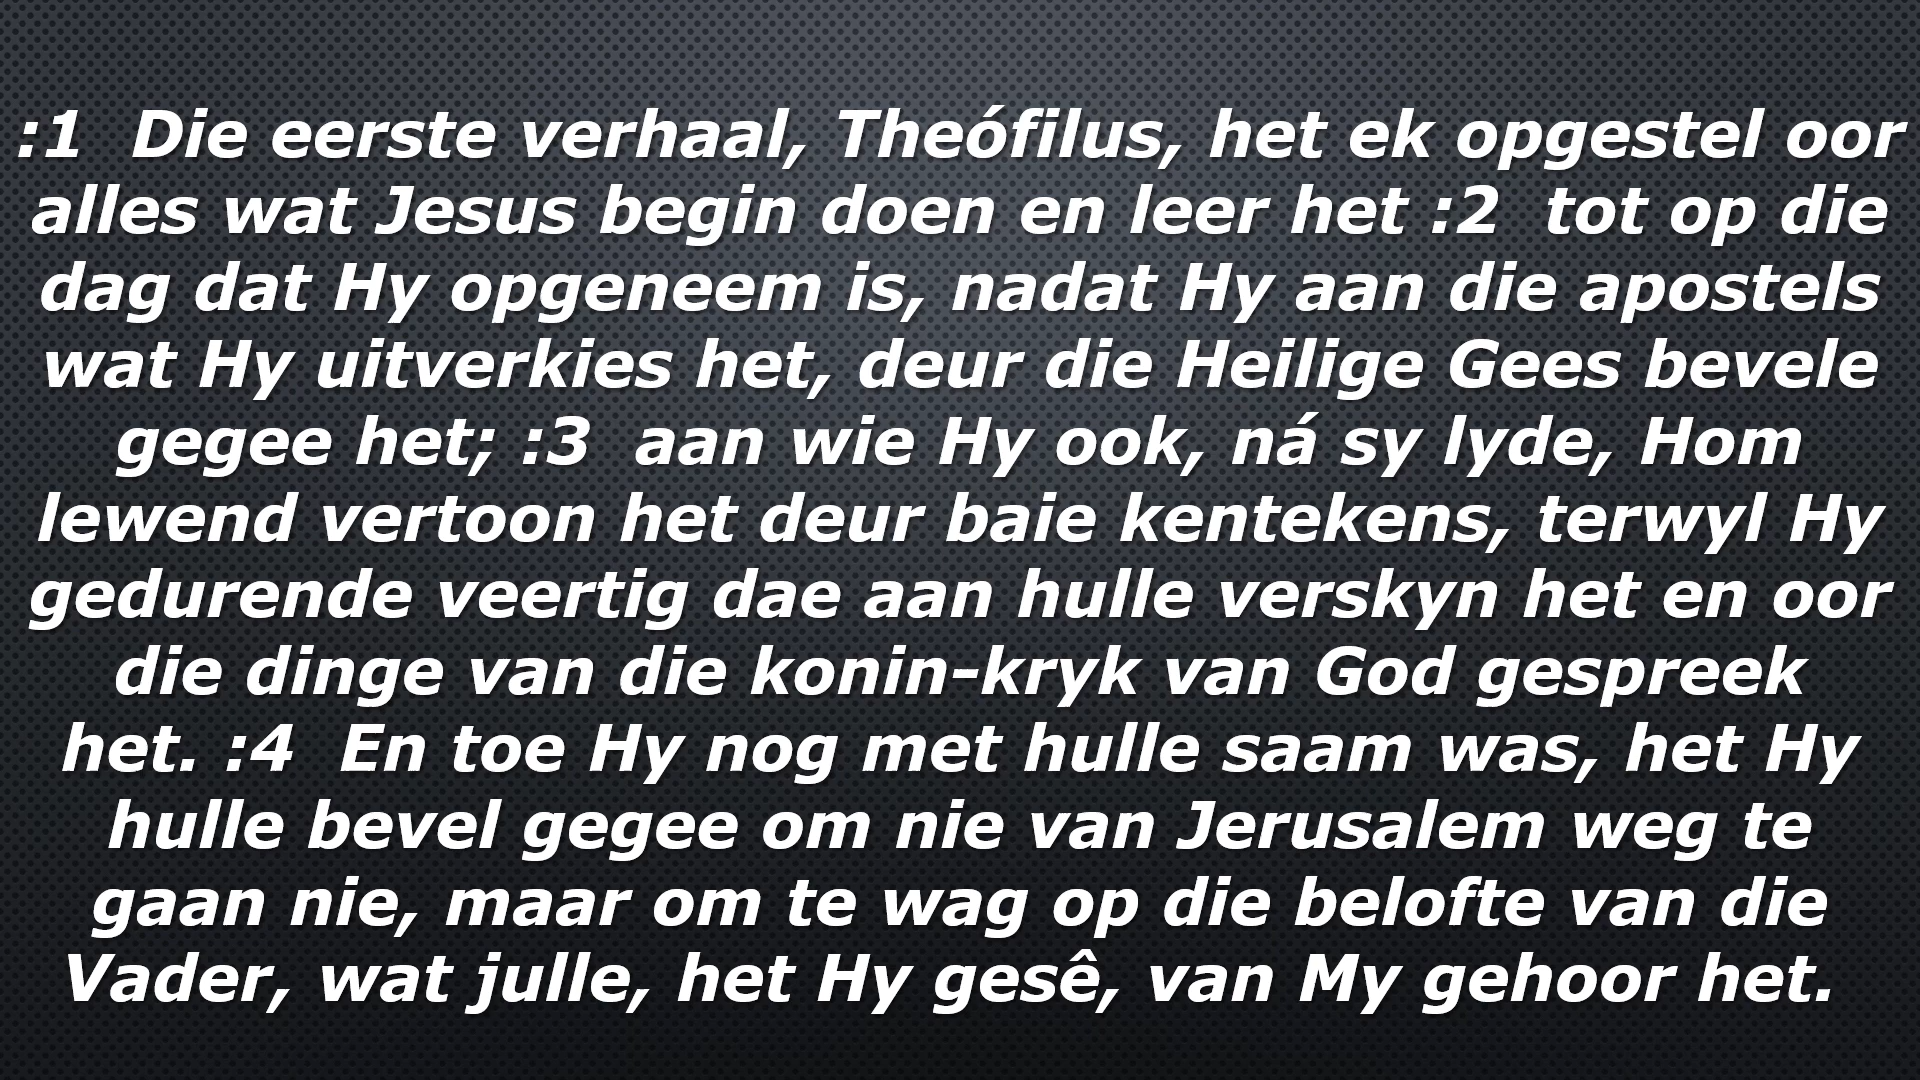 :1  Die eerste verhaal, Theófilus, het ek opgestel oor
alles wat Jesus begin doen en leer het :2  tot op die
dag dat Hy opgeneem is, nadat Hy aan die apostels
wat Hy uitverkies het, deur die Heilige Gees bevele
gegee het; :3  aan wie Hy ook, ná sy lyde, Hom
lewend vertoon het deur baie kentekens, terwyl Hy
gedurende veertig dae aan hulle verskyn het en oor
die dinge van die konin-kryk van God gespreek
het. :4  En toe Hy nog met hulle saam was, het Hy
hulle bevel gegee om nie van Jerusalem weg te
gaan nie, maar om te wag op die belofte van die
Vader, wat julle, het Hy gesê, van My gehoor het.